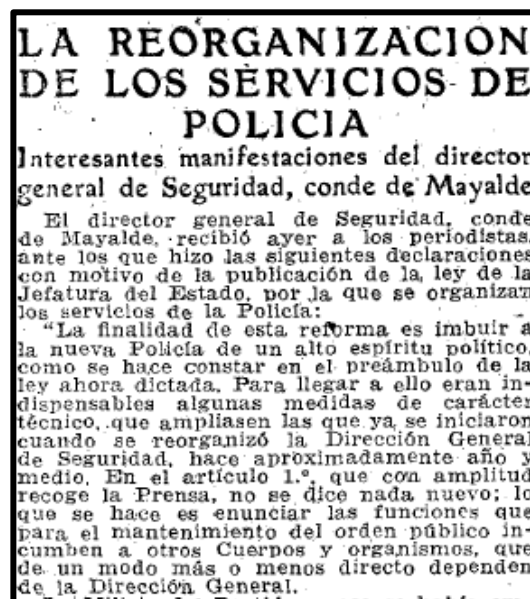 LA REORGANIZACION
DE LOS SERVICIOS DE
POLICIA
Interesantes manifestaciones del director
general de Seguridad, conde de Mayalde
El director general de Seguridad, conde
de Mayalde, recibió ayer a los periodistas,
ante los que hizo las siguientes declaraciones
con motivo de la publicación de la ley de la
Jefatura del Estado, por la que se organizan
los servicios de la Policía:
"La finalidad de esta reforma es imbuir a
la nueva Policía de un alto espíritu político,
como se hace constar en el preámbulo de la
ley ahora dictada. Para llegar a ello eran in-
dispensables algunas medidas de carácter
técnico, que ampliasen las que ya se iniciaron
cuando se reorganizó la Dirección General
de Seguridad, hace aproximadamente año y
medio. En el artículo 1.º, que con amplitud
recoge la Prensa, no se dice nada nuevo; lo
que se hace es enunciar las funciones que
para el mantenimiento del orden público in-
cumben a otros Cuerpos y organismos, que
de un modo más o menos directo dependen
de la Dirección General.